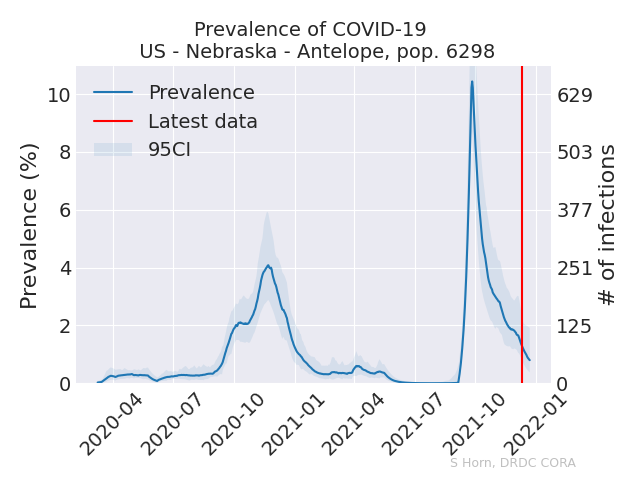 Prevalence of COVID-19
US - Nebraska - Antelope, pop. 6298
Prevalence
Latest data
95CI
Prevalence (%)
10
8
6
4
2
0
629
503
377
251
125
0
# of infections
2020-04
2020-07
2020-10
2021-01
2021-04
2021-07
2021-10
2022-01
S Horn, DRDC CORA